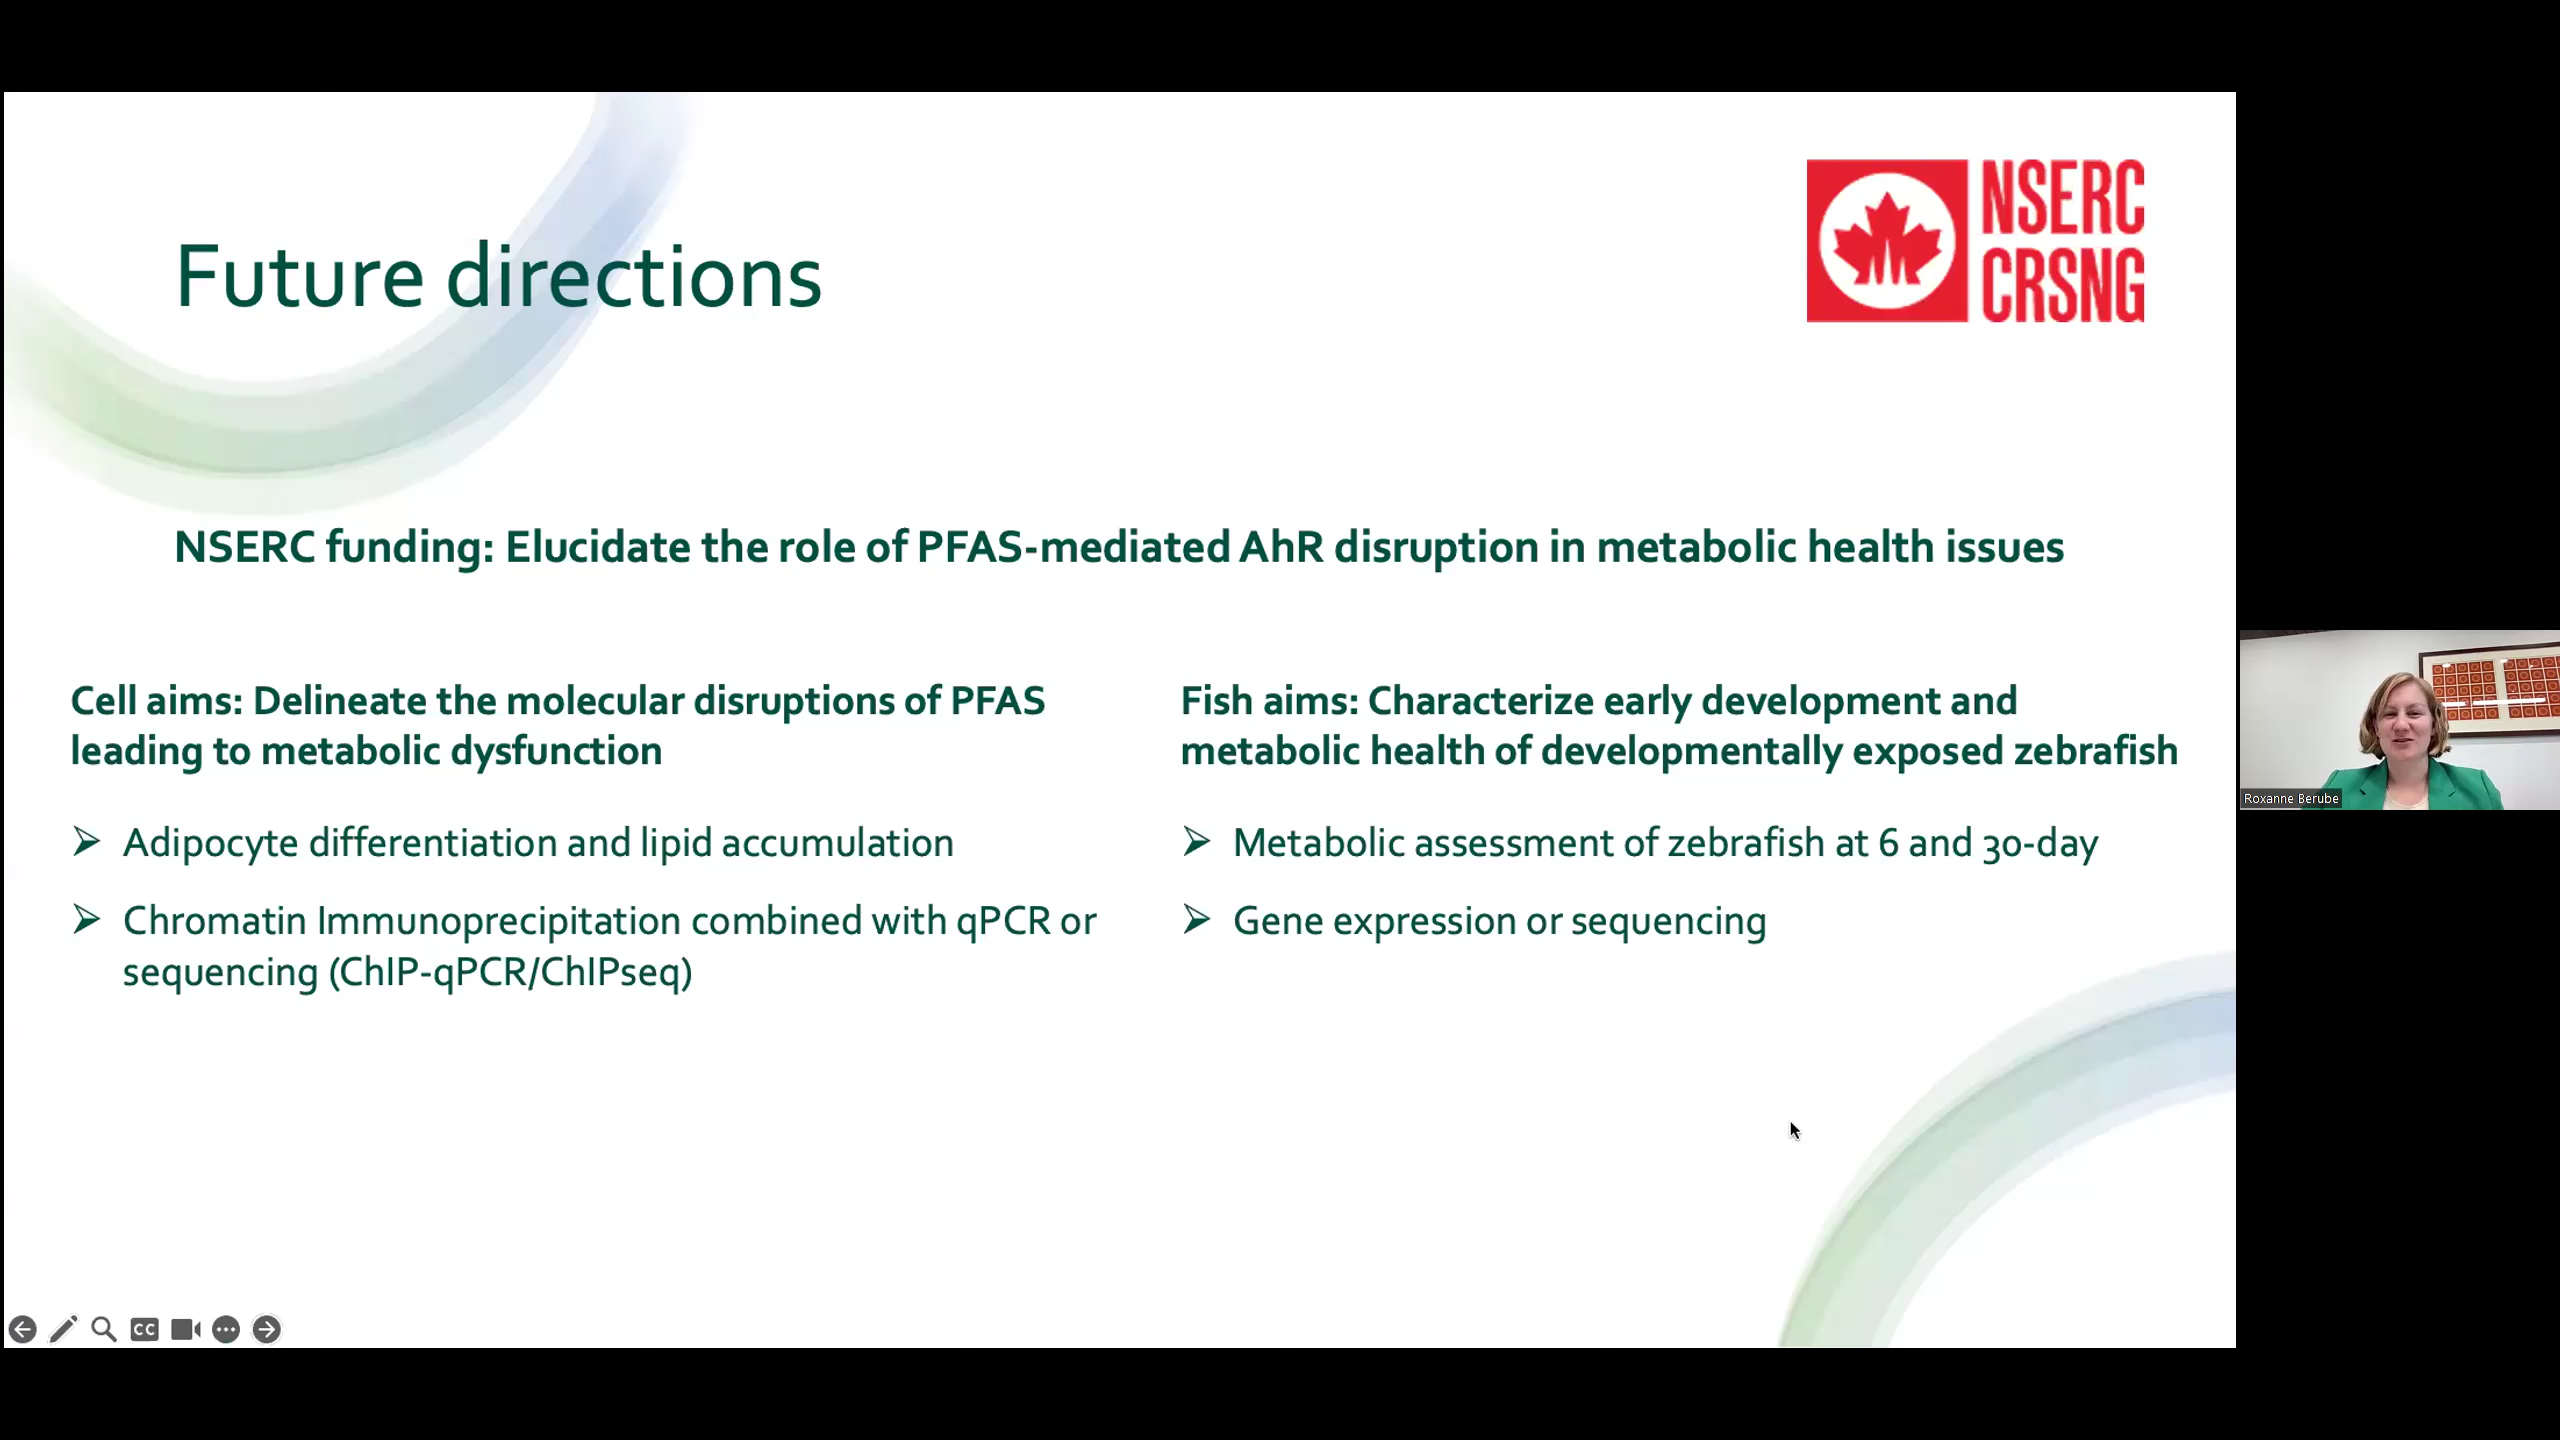 NSERC
CRSNG
Future directions
NSERC funding: Elucidate the role of PFAS-mediated AhR disruption in metabolic health issues
Cell aims: Delineate the molecular disruptions of PFAS
leading to metabolic dysfunction
Adipocyte differentiation and lipid accumulation
Chromatin Immunoprecipitation combined with qPCR or
sequencing (ChIP-qPCR/ChIPseq)
Fish aims: Characterize early development and
metabolic health of developmentally exposed zebrafish
Metabolic assessment of zebrafish at 6 and 30-day
Gene expression or sequencing
Roxanne Berube
CC